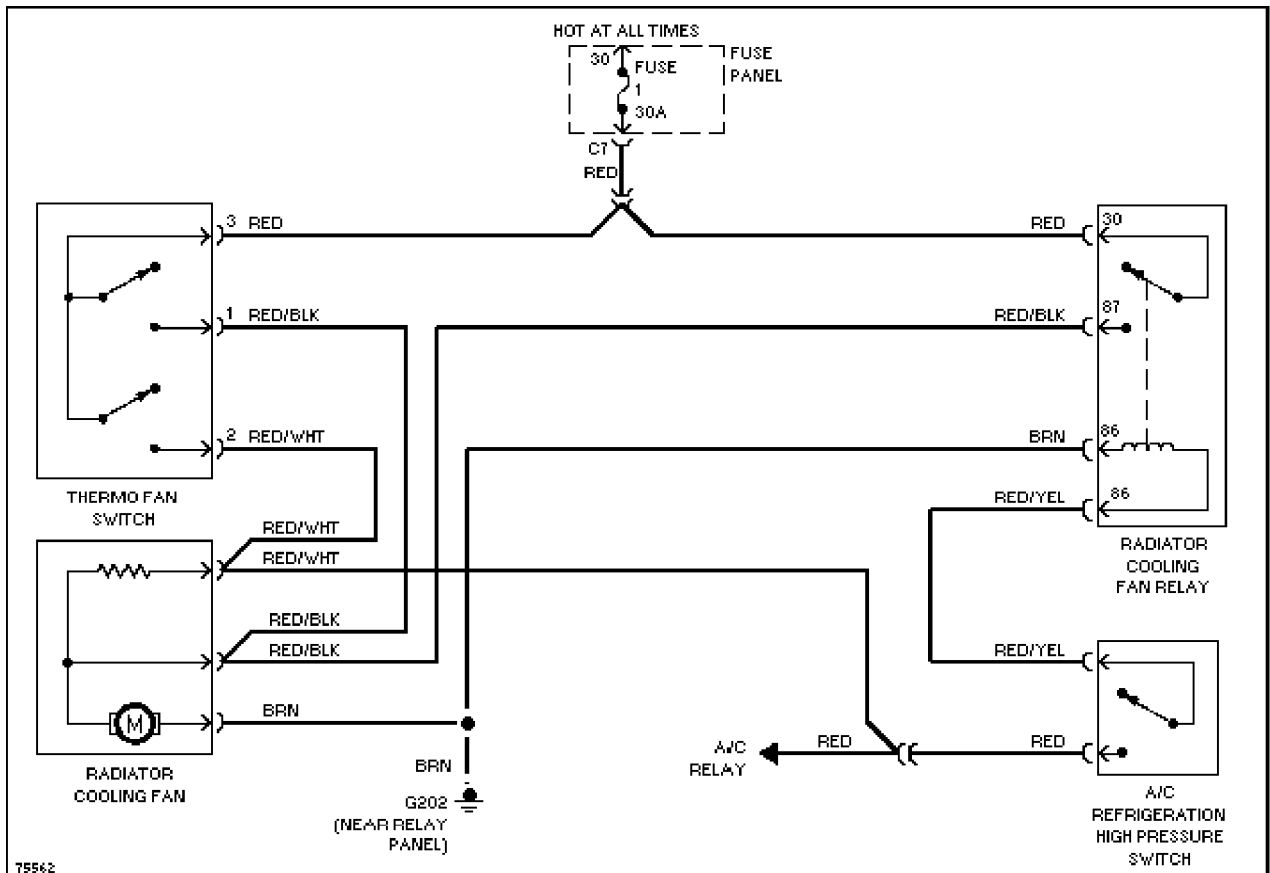 HOT AT ALL TIMES
30
FUSE
1
30A
FUSE
PANEL
C7
RED
3 RED
RED 30
1 RED/BLK
RED/BLK 87
2 RED/WHT
BRN 86
RED/YEL 86
THERMO FAN
SWITCH
RADIATOR
COOLING
FAN RELAY
RED/WHT
RED/WHT
RED/BLK
RED/BLK
RED/YEL
M
BRN
RADIATOR
COOLING FAN
BRN
G202
(NEAR RELAY
PANEL)
A/C
RELAY
RED
RED
A/C
REFRIGERATION
HIGH PRESSURE
SWITCH
75562